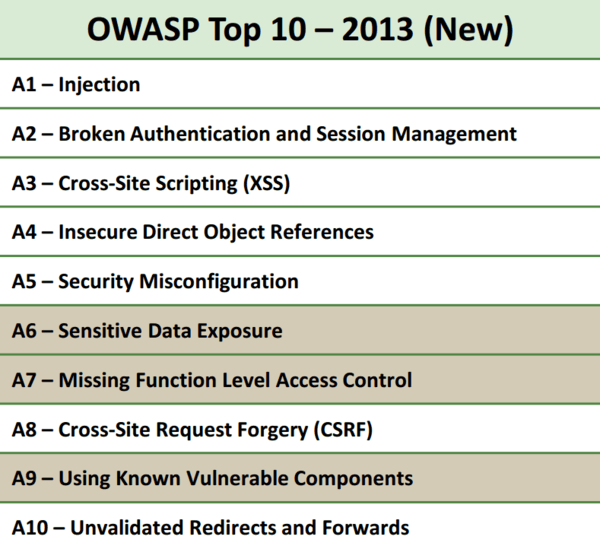 OWASP Top 10 – 2013 (New)
A1 – Injection
A2 – Broken Authentication and Session Management
A3 – Cross-Site Scripting (XSS)
A4 – Insecure Direct Object References
A5 – Security Misconfiguration
A6 – Sensitive Data Exposure
A7 – Missing Function Level Access Control
A8 – Cross-Site Request Forgery (CSRF)
A9 – Using Known Vulnerable Components
A10 – Unvalidated Redirects and Forwards